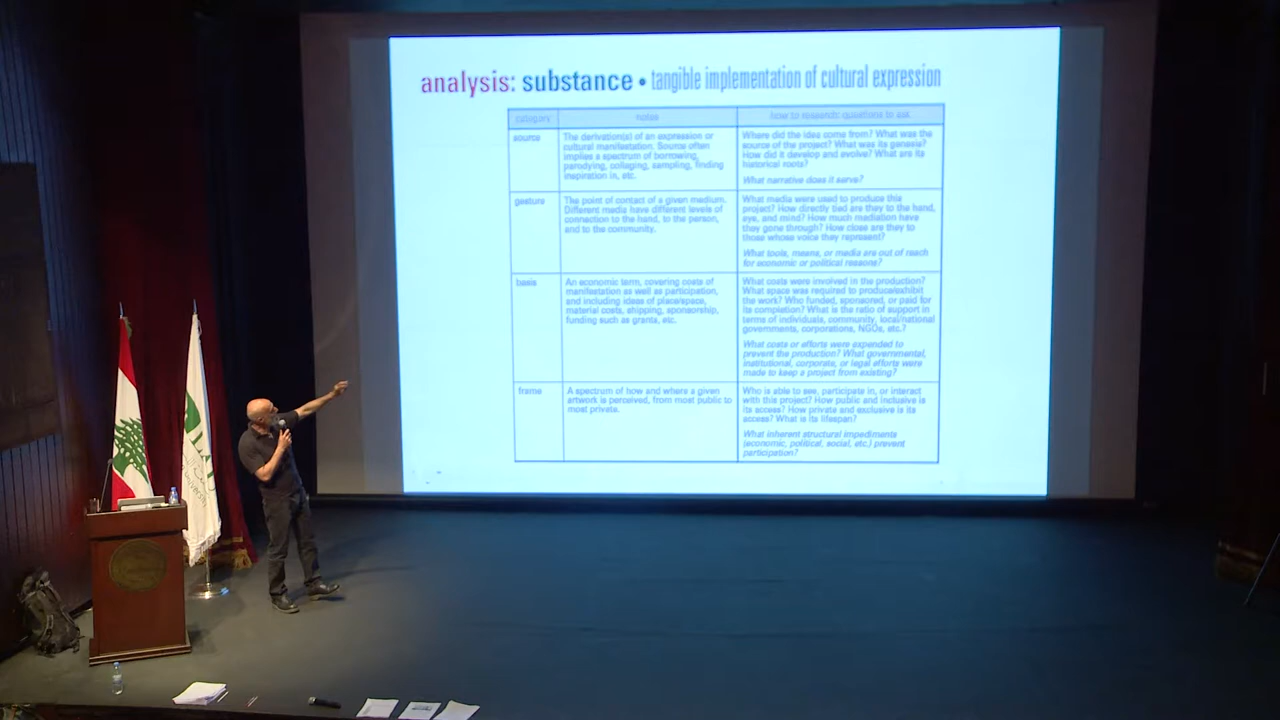 analysis: substance • tangible implementation of cultural expression
category
notes
how to research: questions to ask
source
The derivation(s) of an expression or
cultural manifestation. Source often
implies a spectrum of borrowing,
parodying, collaging, sampling, finding
inspiration in, etc.
Where did the idea come from? What was the
source of the project? What was its genesis?
How did it develop and evolve? What are its
historical roots?
What narrative does it serve?
gesture
The point of contact of a given medium.
Different media have different levels of
connection to the hand, to the person,
and to the community.
What media were used to produce this
project? How directly tied are they to the hand,
eye, and mind? How much mediation have
they gone through? How close are they to
those whose voice they represent?
What tools, means, or media are out of reach
for economic or political reasons?
basis
An economic term, covering costs of
manifestation as well as participation,
and including ideas of place/space,
material costs, shipping, sponsorship,
funding such as grants, etc.
What costs were involved in the production?
What space was required to produce/exhibit
the work? Who funded, sponsored, or paid for
its completion? What is the ratio of support in
terms of individuals, community, local/national
governments, corporations, NGOs, etc.?
What costs or efforts were expended to
prevent the production? What governmental,
institutional, corporate, or legal efforts were
made to keep a project from existing?
frame
A spectrum of how and where a given
artwork is perceived, from most public to
most private.
Who is able to see, participate in, or interact
with this project? How public and inclusive is
its access? How private and exclusive is its
access? What is its lifespan?
What inherent structural impediments
(economic, political, social, etc.) prevent
participation?